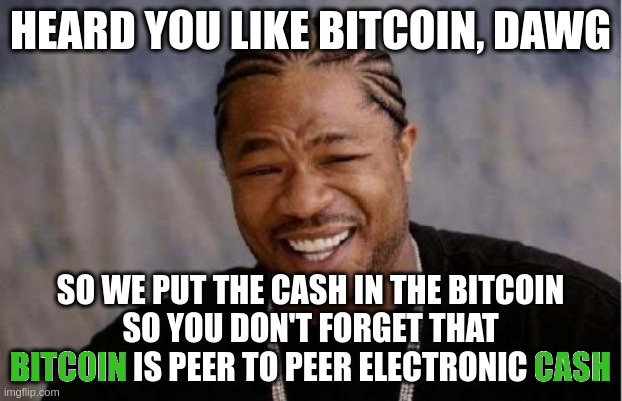 HEARD YOU LIKE BITCOIN, DAWG
SO WE PUT THE CASH IN THE BITCOIN
SO YOU DON'T FORGET THAT
BITCOIN IS PEER TO PEER ELECTRONIC CASH
imgflip.com